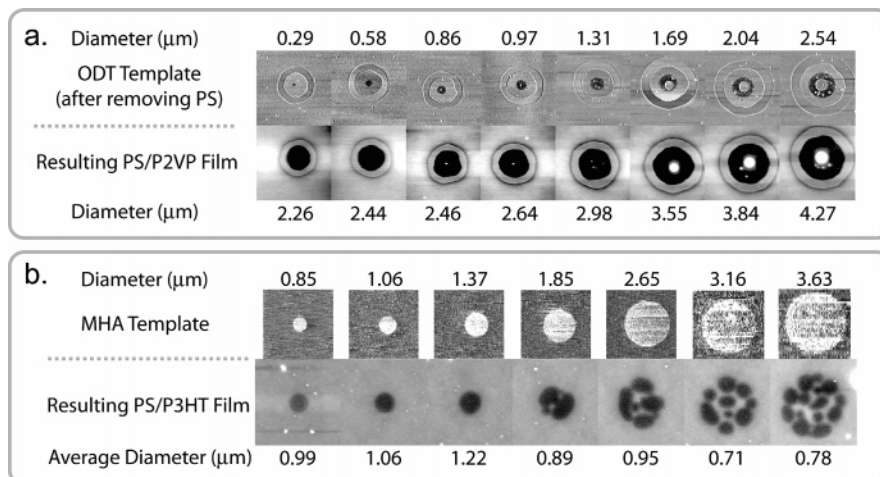 a.
Diameter (μm) 0.29 0.58 0.86 0.97 1.31 1.69 2.04 2.54
ODT Template
(after removing PS)
Resulting PS/P2VP Film
Diameter (μm) 2.26 2.44 2.46 2.64 2.98 3.55 3.84 4.27
b.
Diameter (μm) 0.85 1.06 1.37 1.85 2.65 3.16 3.63
MHA Template
Resulting PS/P3HT Film
Average Diameter (μm) 0.99 1.06 1.22 0.89 0.95 0.71 0.78